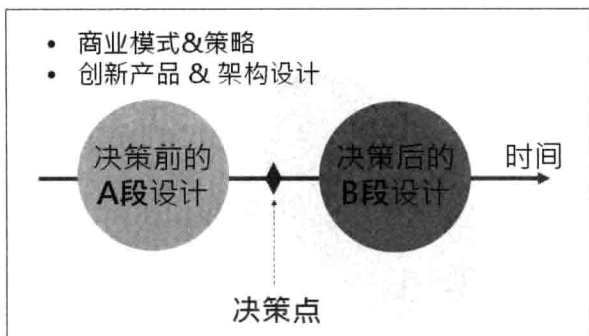 • 商业模式&策略
• 创新产品 & 架构设计
决策前的
A段设计
决策后的
B段设计
时间
决策点